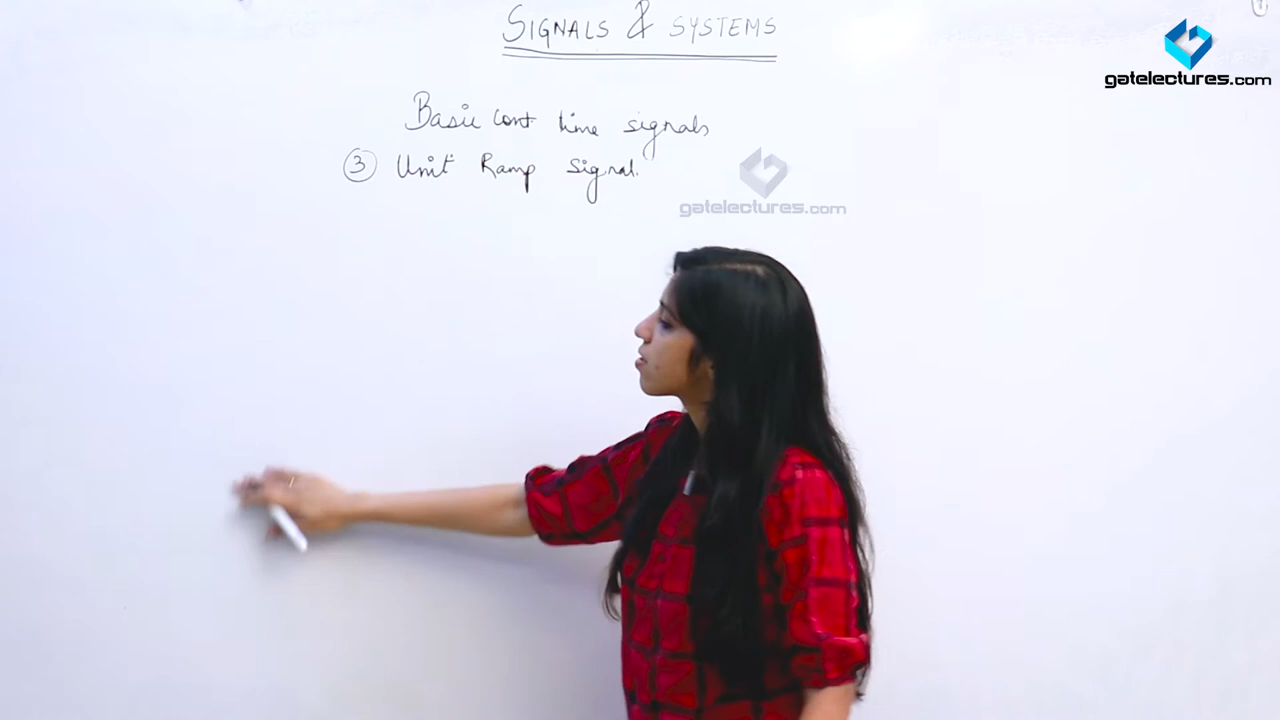 SIGNALS & SYSTEMS
gatelectures.com
Basic cont. time signals
③ Unit Ramp Signal.
gatelectures.com